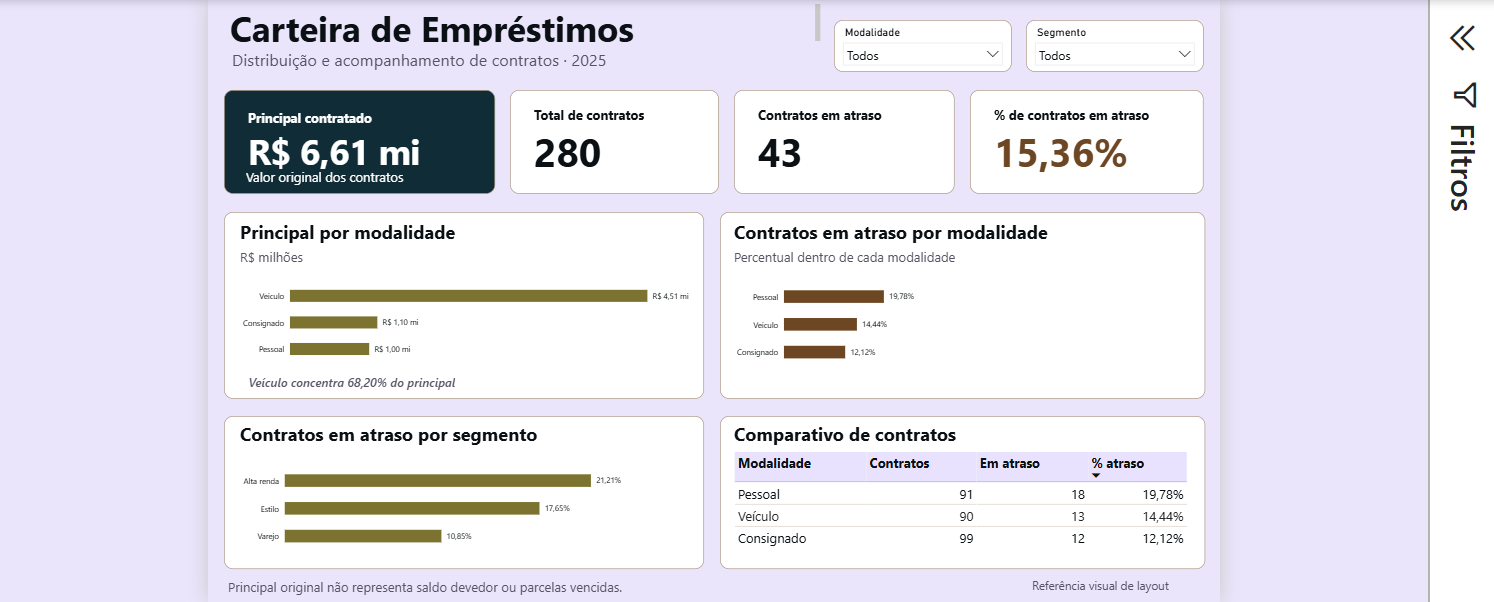 Carteira de Empréstimos
Distribuição e acompanhamento de contratos · 2025
Modalidade
Todos
Segmento
Todos
Filtros
Principal contratado
R$ 6,61 mi
Valor original dos contratos
Total de contratos
280
Contratos em atraso
43
% de contratos em atraso
15,36%
Principal por modalidade
R$ milhões
Veículo R$ 4,51 mi
Consignado R$ 1,10 mi
Pessoal R$ 1,00 mi
Veículo concentra 68,20% do principal
Contratos em atraso por modalidade
Percentual dentro de cada modalidade
Pessoal 19,78%
Veículo 14,44%
Consignado 12,12%
Contratos em atraso por segmento
Alta renda 21,21%
Estilo 17,65%
Varejo 10,85%
Comparativo de contratos
Modalidade Contratos Em atraso % atraso
Pessoal 91 18 19,78%
Veículo 90 13 14,44%
Consignado 99 12 12,12%
Principal original não representa saldo devedor ou parcelas vencidas.
Referência visual de layout